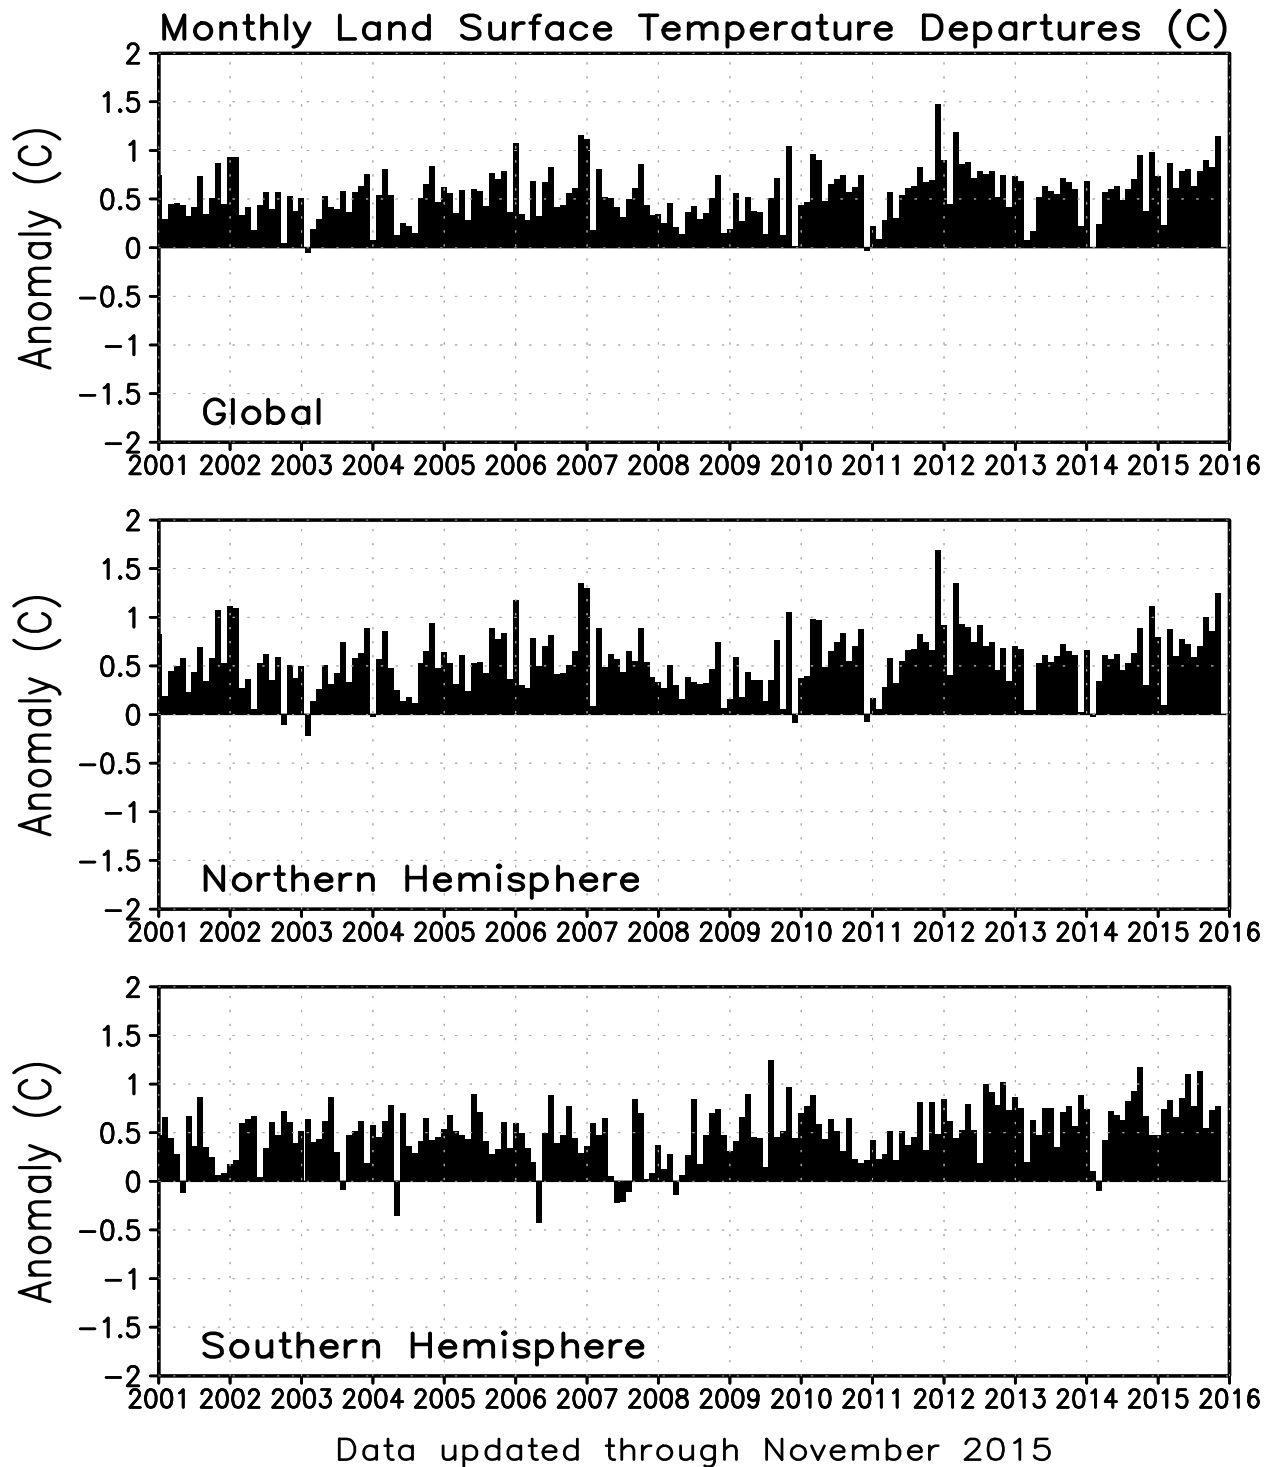 Monthly Land Surface Temperature Departures (C)
2
1.5
1
0.5
0
−0.5
−1
−1.5
−2
Anomaly (C)
Global
2001 2002 2003 2004 2005 2006 2007 2008 2009 2010 2011 2012 2013 2014 2015 2016
2
1.5
1
0.5
0
−0.5
−1
−1.5
−2
Anomaly (C)
Northern Hemisphere
2001 2002 2003 2004 2005 2006 2007 2008 2009 2010 2011 2012 2013 2014 2015 2016
2
1.5
1
0.5
0
−0.5
−1
−1.5
−2
Anomaly (C)
Southern Hemisphere
2001 2002 2003 2004 2005 2006 2007 2008 2009 2010 2011 2012 2013 2014 2015 2016
Data updated through November 2015